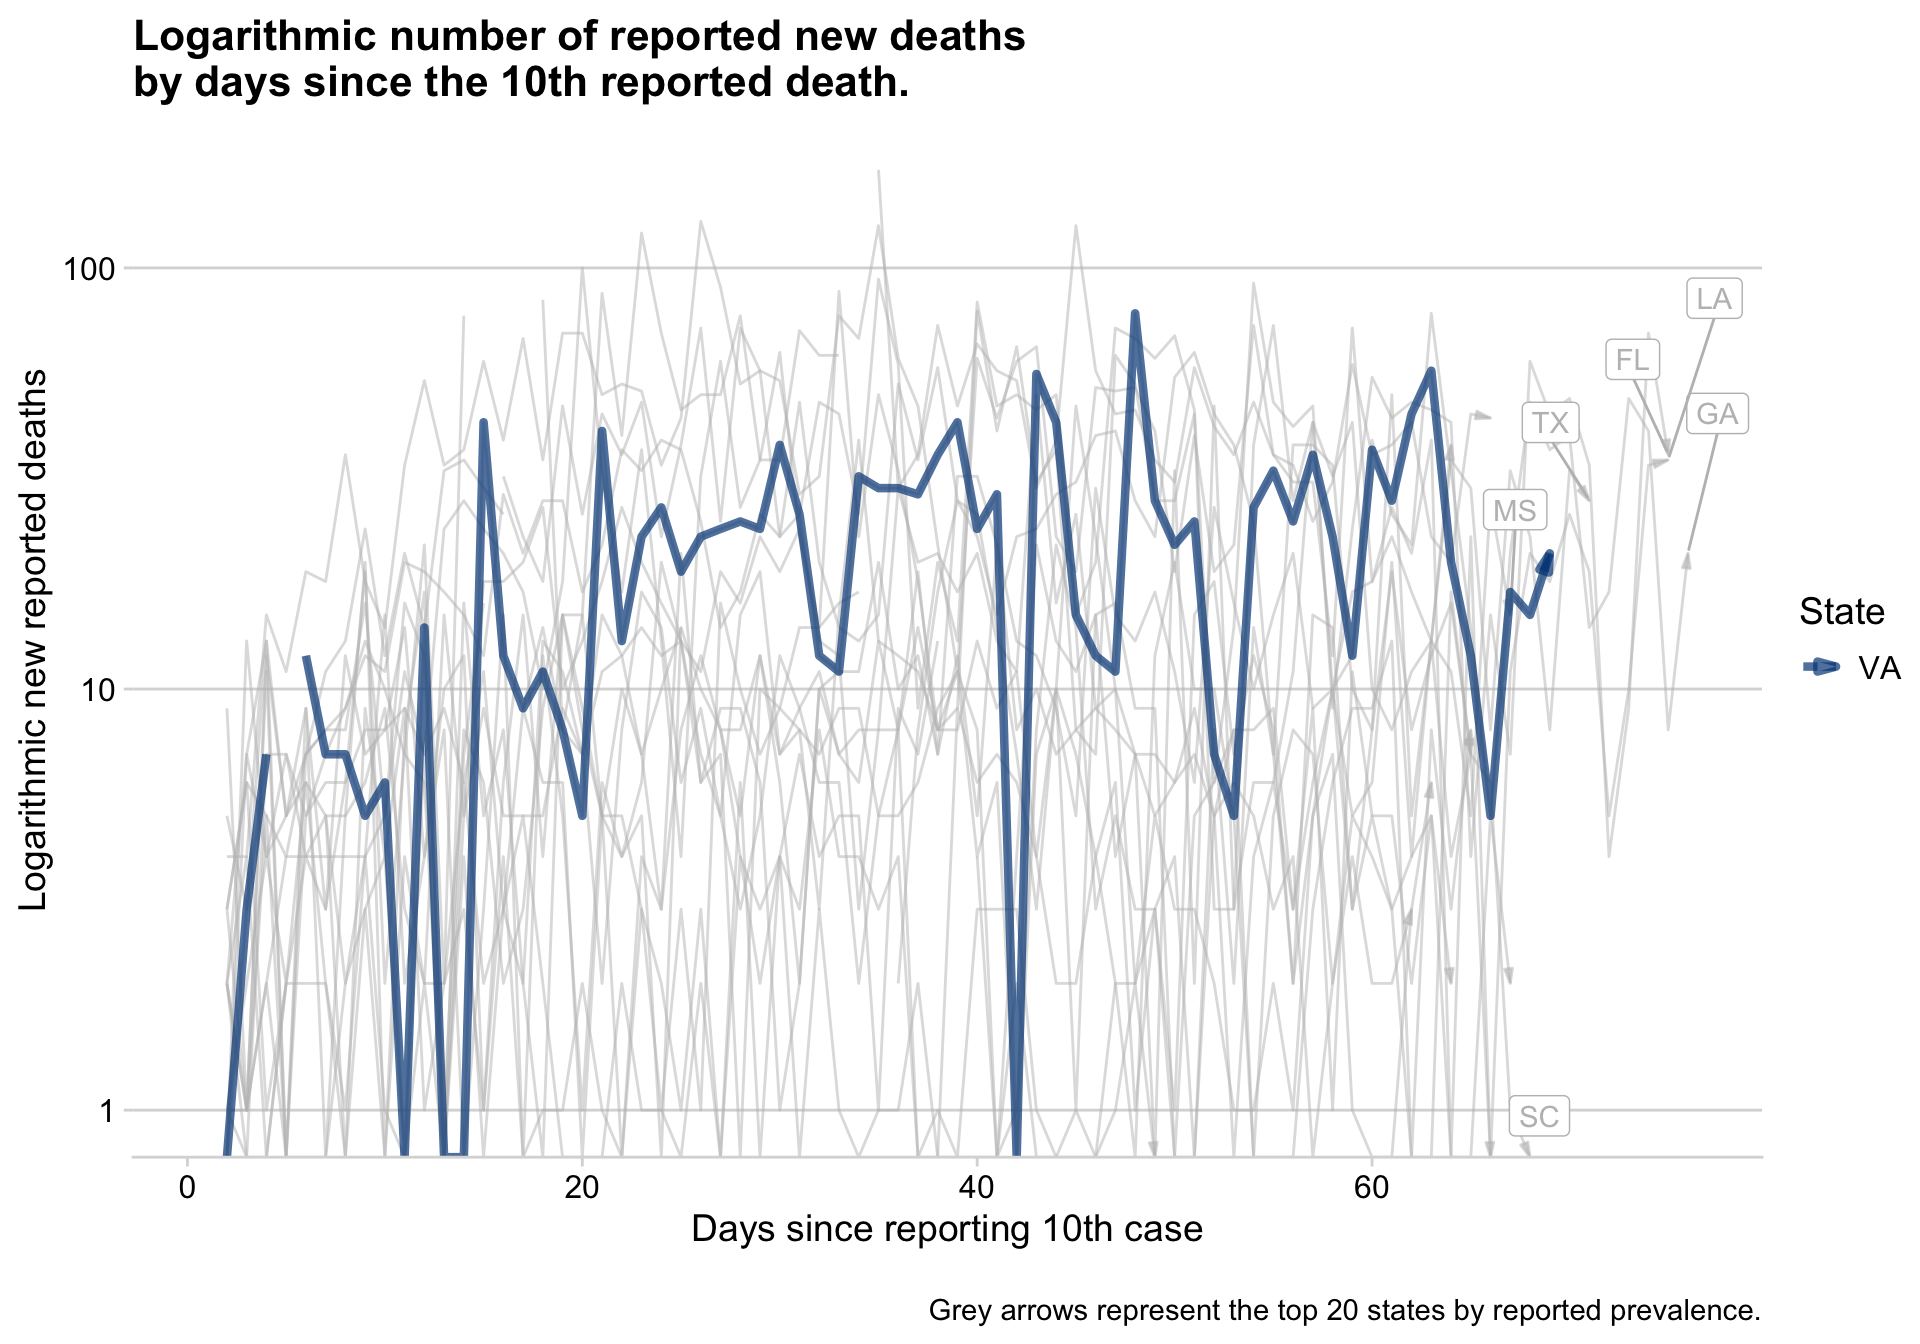 Logarithmic number of reported new deaths
by days since the 10th reported death.
Logarithmic new reported deaths
100
10
1
LA
FL
GA
TX
MS
SC
State
VA
0
20
40
60
Days since reporting 10th case
Grey arrows represent the top 20 states by reported prevalence.